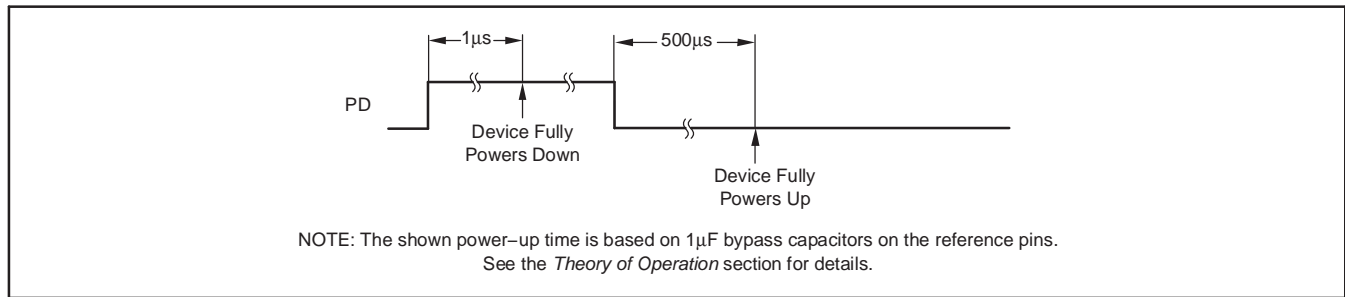 1μs
500μs
PD
Device Fully
Powers Down
Device Fully
Powers Up
NOTE: The shown power−up time is based on 1μF bypass capacitors on the reference pins.
See the Theory of Operation section for details.